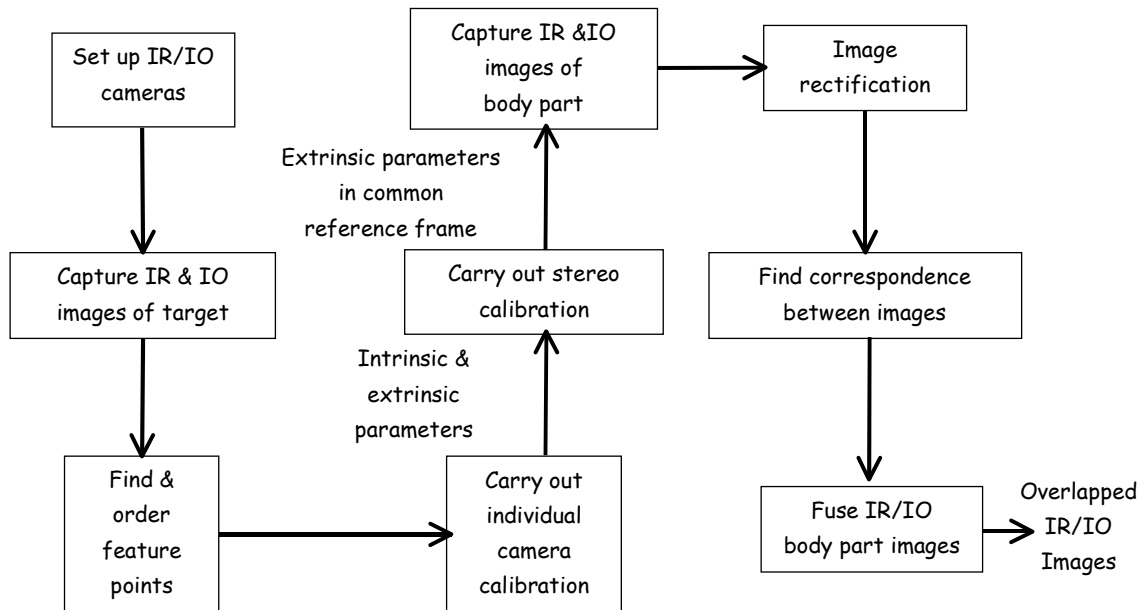 Set up IR/IO
cameras
Capture IR & IO
images of target
Find &
order
feature
points
Carry out
individual
camera
calibration
Intrinsic &
extrinsic
parameters
Carry out stereo
calibration
Extrinsic parameters
in common
reference frame
Capture IR &IO
images of
body part
Image
rectification
Find correspondence
between images
Fuse IR/IO
body part images
Overlapped
IR/IO
Images